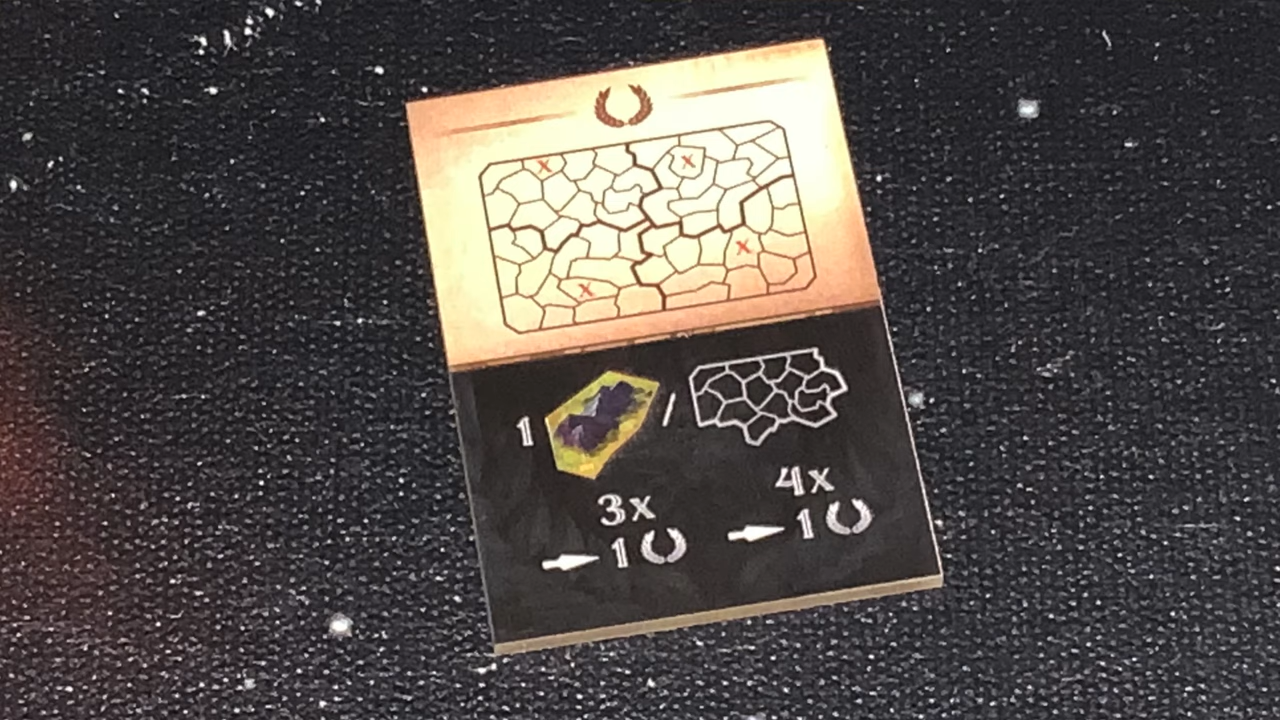 X X
X
X
1 /
3x 4x
→ 1 → 1